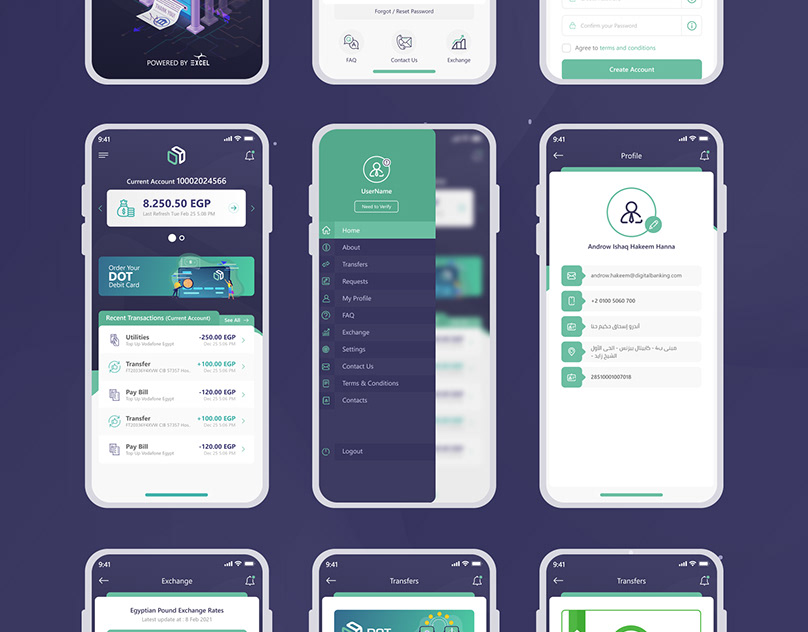 THANK YOU
POWERED BY EXCEL
Forgot / Reset Password
FAQ
Contact Us
Exchange
Confirm your Password
Agree to terms and conditions
Create Account
9:41
Current Account 10002024566
8.250.50 EGP
Last Refresh Tue Feb 25 5:08 PM
Order Your
DOT
Debit Card
DOT
Recent Transactions (Current Account)
See All
Utilities
-250.00 EGP
Top Up Vodafone Egypt
Dec 25 5:08 PM
Transfer
+100.00 EGP
Dec 25 5:08 PM
Pay Bill
-120.00 EGP
Top Up Vodafone Egypt
Dec 25 5:08 PM
Transfer
+100.00 EGP
Dec 25 5:08 PM
Pay Bill
-120.00 EGP
Top Up Vodafone Egypt
Dec 25 5:08 PM
UserName
Need to Verify
Home
About
Transfers
Requests
My Profile
FAQ
Exchange
Settings
Contact Us
Terms & Conditions
Contacts
Logout
9:41
Profile
Androw Ishaq Hakeem Hanna
androw.hakeem@digitalbanking.com
+2 0100 5060 700
أندرو إسحاق حكيم حنا
مبنى ب4 - كابيتال بيزنس - الحي الأول
الشيخ زايد -
28510001007018
9:41
Exchange
Egyptian Pound Exchange Rates
Latest update at : 8 Feb 2021
9:41
Transfers
DOT
9:41
Transfers